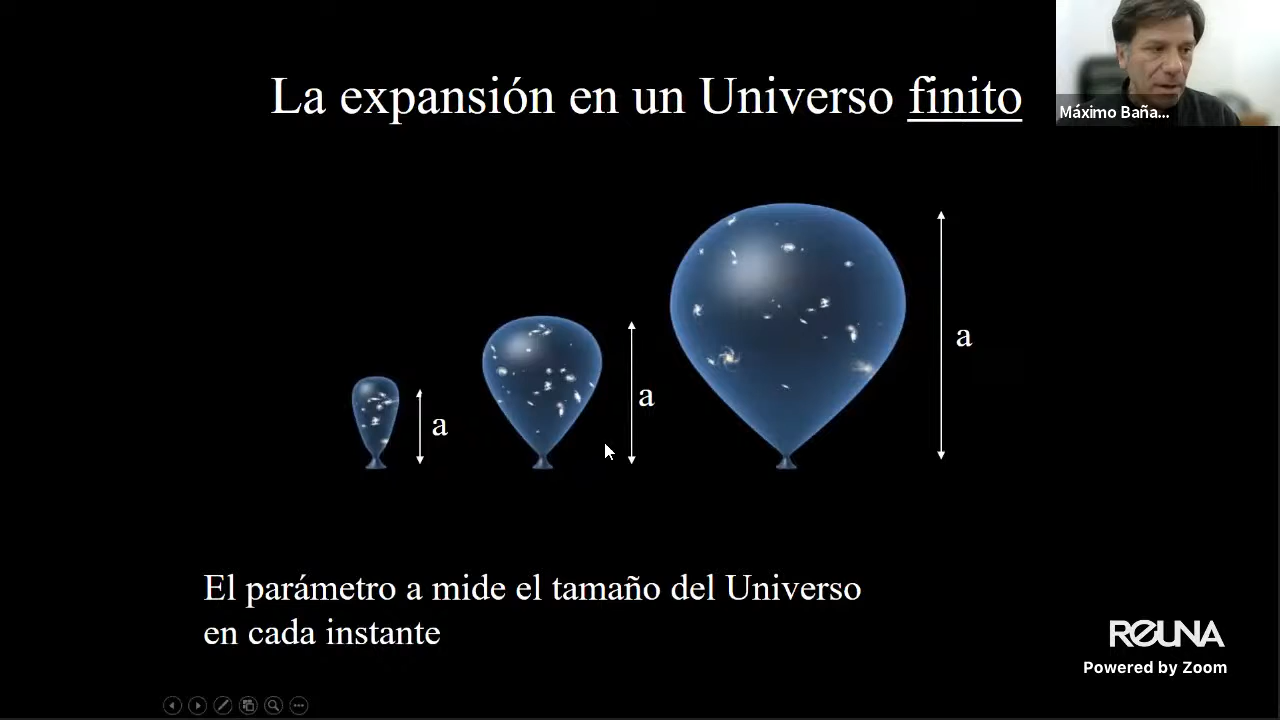 La expansión en un Universo finito
Máximo Baña...
a
a
a
El parámetro a mide el tamaño del Universo
en cada instante
REUNA
Powered by Zoom